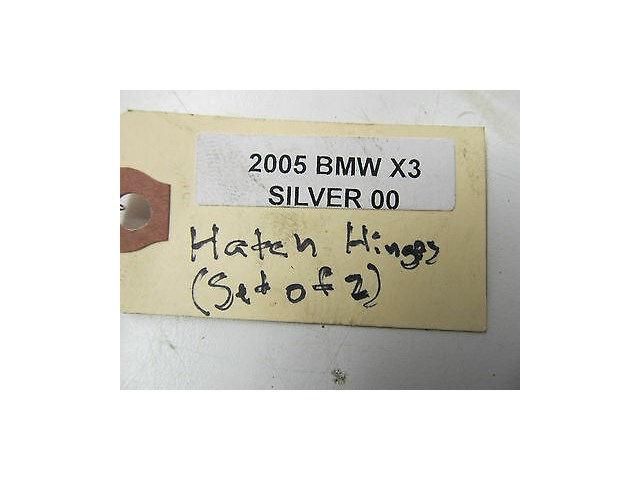 2005 BMW X3
SILVER 00
Hatch Hinges
(Set of 2)